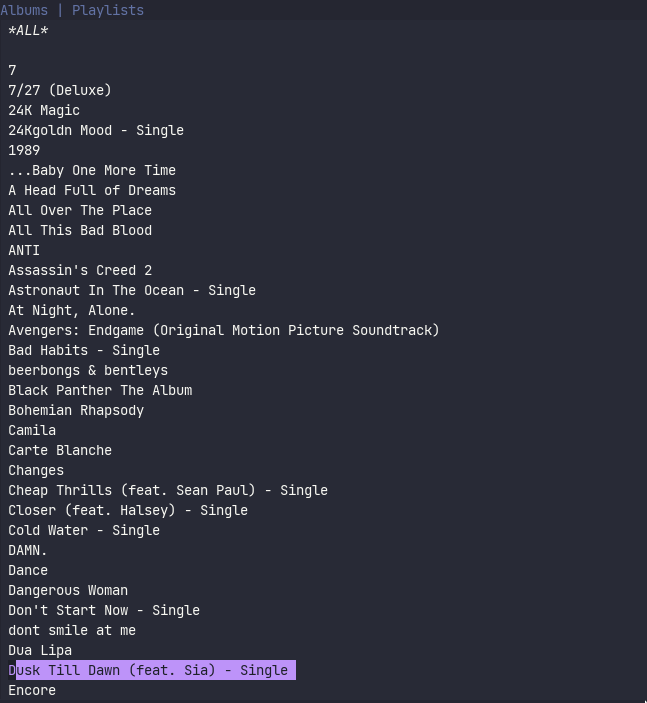 Albums | Playlists
*ALL*
7
7/27 (Deluxe)
24K Magic
24Kgoldn Mood - Single
1989
...Baby One More Time
A Head Full of Dreams
All Over The Place
All This Bad Blood
ANTI
Assassin's Creed 2
Astronaut In The Ocean - Single
At Night, Alone.
Avengers: Endgame (Original Motion Picture Soundtrack)
Bad Habits - Single
beerbongs & bentleys
Black Panther The Album
Bohemian Rhapsody
Camila
Carte Blanche
Changes
Cheap Thrills (feat. Sean Paul) - Single
Closer (feat. Halsey) - Single
Cold Water - Single
DAMN.
Dance
Dangerous Woman
Don't Start Now - Single
dont smile at me
Dua Lipa
Dusk Till Dawn (feat. Sia) - Single
Encore